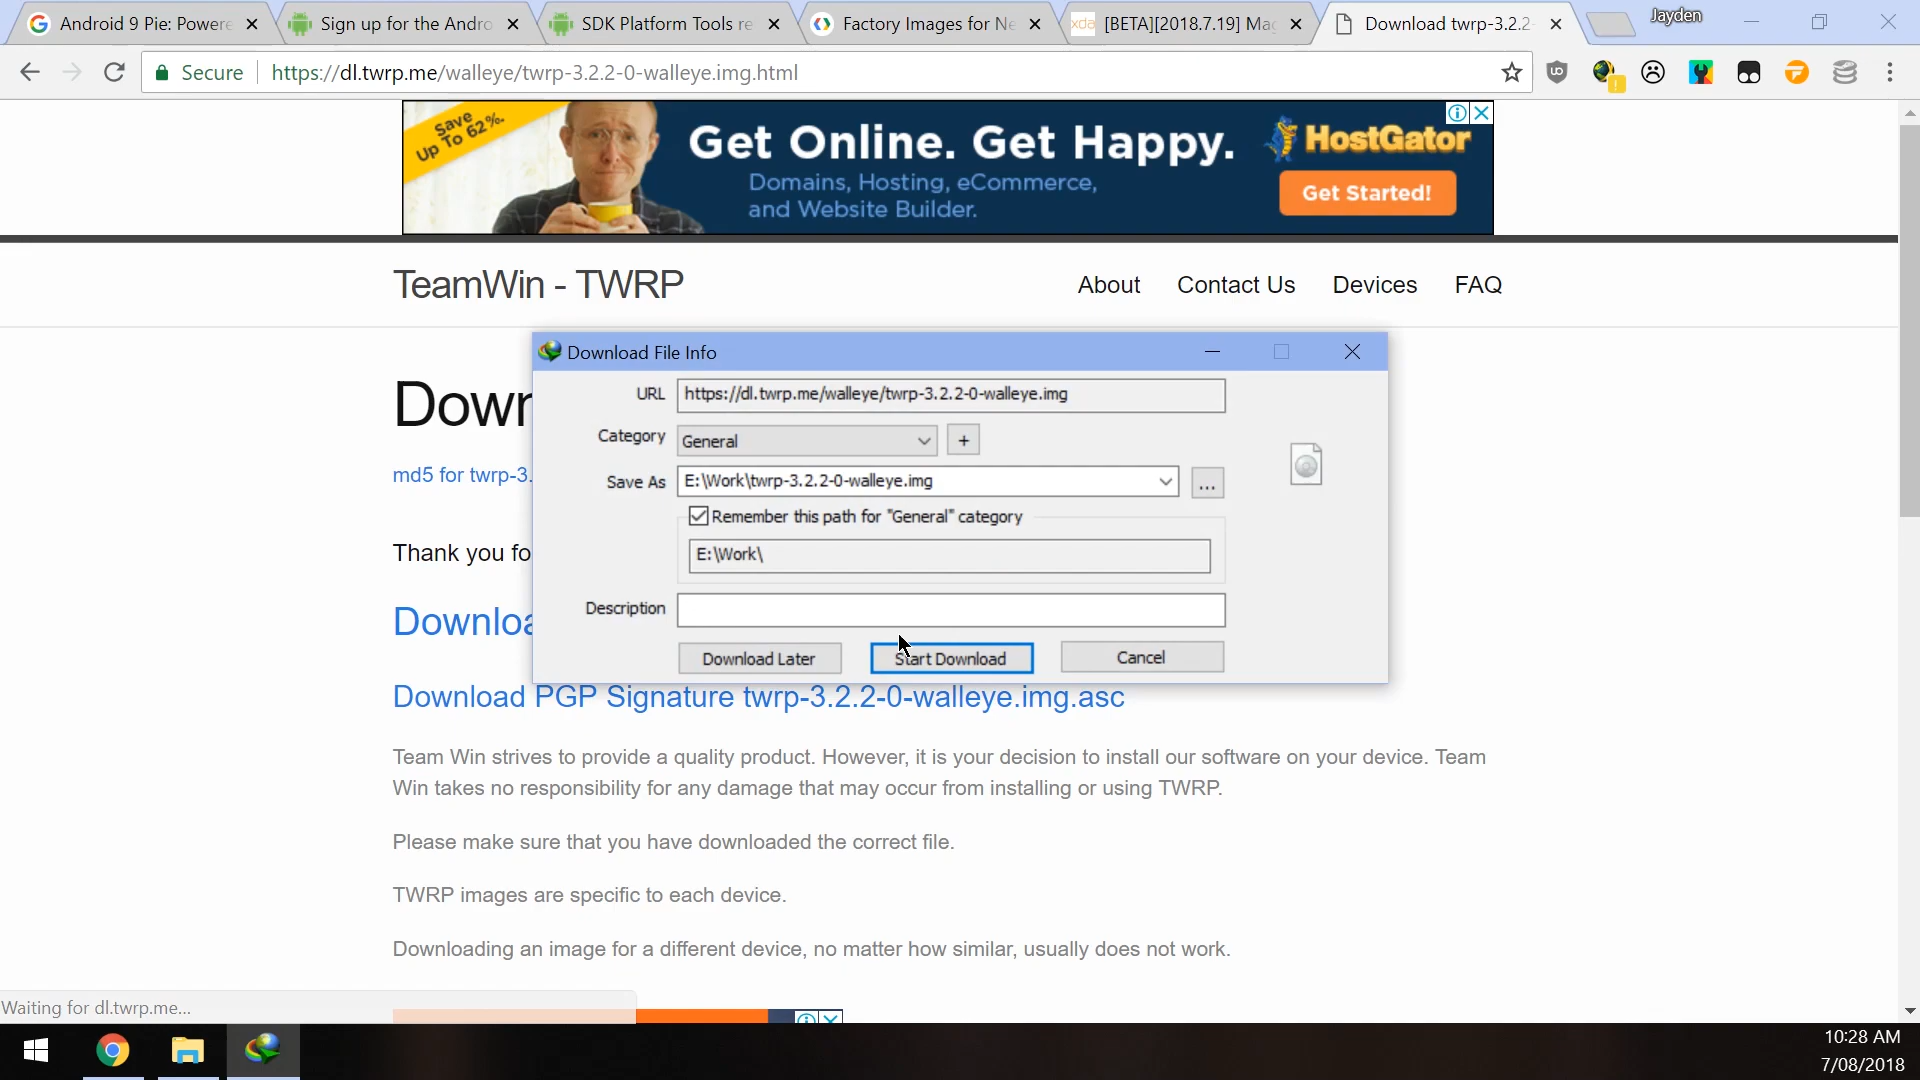 Android 9 Pie: Powere
Sign up for the Andro
SDK Platform Tools re
Factory Images for Ne
xda
[BETA][2018.7.19] Mag
Download twrp-3.2.2-
Jayden
Secure
https://dl.twrp.me/walleye/twrp-3.2.2-0-walleye.img.html
Save
Up To 62%.
Get Online. Get Happy.
Domains, Hosting, eCommerce,
and Website Builder.
HostGator
Get Started!
TeamWin - TWRP
About
Contact Us
Devices
FAQ
Download File Info
URL
https://dl.twrp.me/walleye/twrp-3.2.2-0-walleye.img
Category
General
+
Save As
E:\Work\twrp-3.2.2-0-walleye.img
...
Remember this path for "General" category
E:\Work\
Description
Download Later
Start Download
Cancel
Down
md5 for twrp-3.
Thank you fo
Downloa
Download PGP Signature twrp-3.2.2-0-walleye.img.asc
Team Win strives to provide a quality product. However, it is your decision to install our software on your device. Team
Win takes no responsibility for any damage that may occur from installing or using TWRP.
Please make sure that you have downloaded the correct file.
TWRP images are specific to each device.
Downloading an image for a different device, no matter how similar, usually does not work.
Waiting for dl.twrp.me...
10:28 AM
7/08/2018